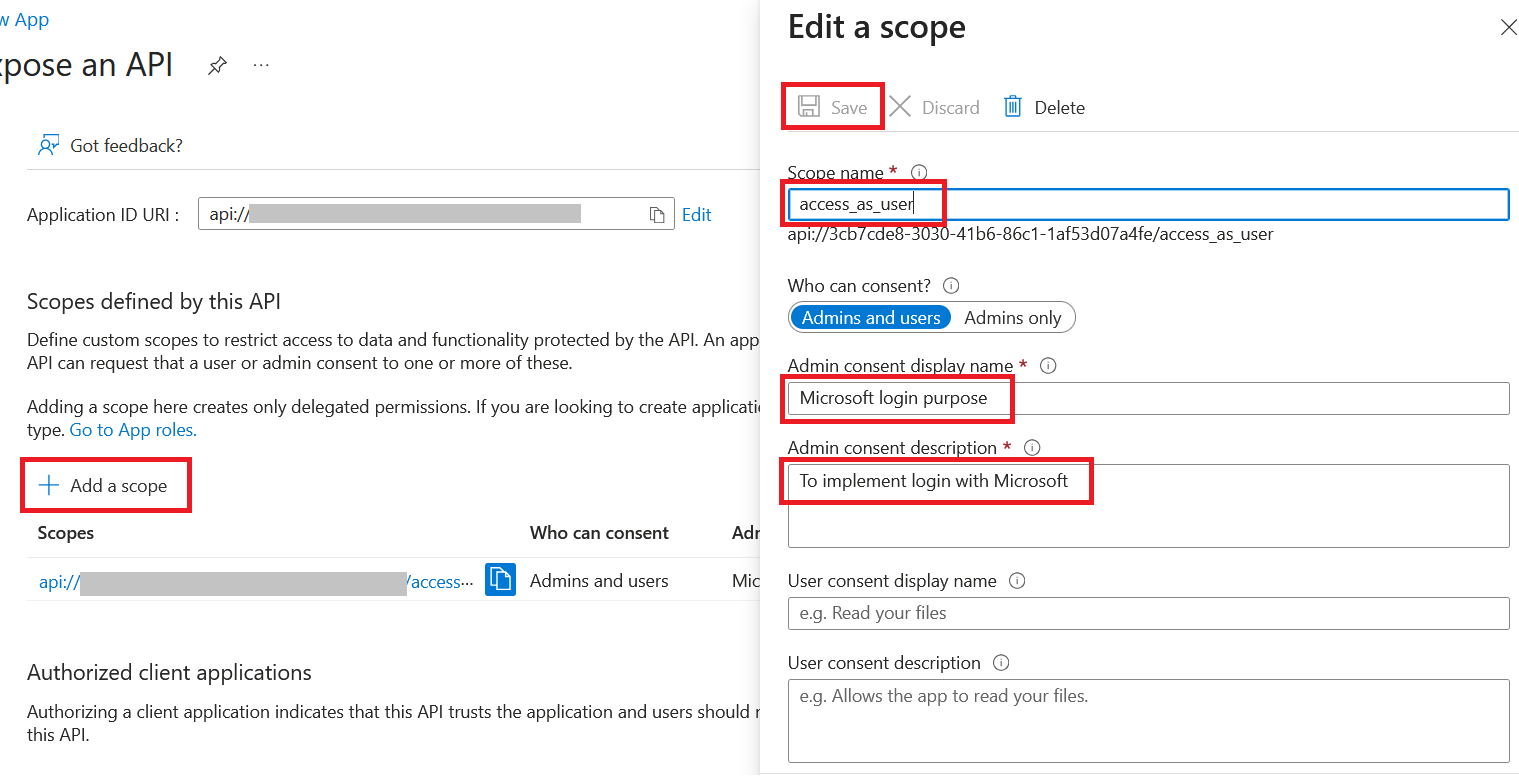 w App
xpose an API ...
Got feedback?
Application ID URI :
api://
Edit
Scopes defined by this API
Define custom scopes to restrict access to data and functionality protected by the API. An app
API can request that a user or admin consent to one or more of these.
Adding a scope here creates only delegated permissions. If you are looking to create applicatio
type. Go to App roles.
Add a scope
Scopes Who can consent Adr
api:// /access... Admins and users Mic
Authorized client applications
Authorizing a client application indicates that this API trusts the application and users should r
this API.
Edit a scope
Save Discard Delete
Scope name *
access_as_user
api://3cb7cde8-3030-41b6-86c1-1af53d07a4fe/access_as_user
Who can consent?
Admins and users Admins only
Admin consent display name *
Microsoft login purpose
Admin consent description *
To implement login with Microsoft
User consent display name
e.g. Read your files
User consent description
e.g. Allows the app to read your files.